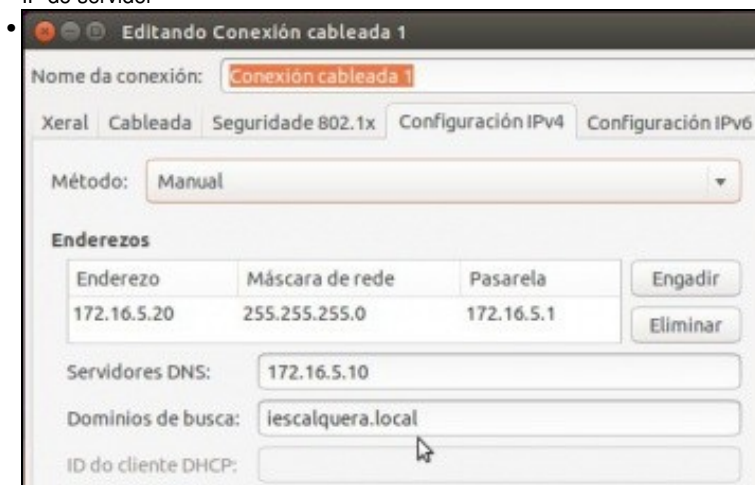 IP do servidor
Editando Conexión cableada 1
Nome da conexión: Conexión cableada 1
Xeral Cableada Seguridade 802.1x Configuración IPv4 Configuración IPv6
Método: Manual
Enderezos
Enderezo Máscara de rede Pasarela Engadir
172.16.5.20 255.255.255.0 172.16.5.1 Eliminar
Servidores DNS: 172.16.5.10
Dominios de busca: iescalquera.local
ID do cliente DHCP: